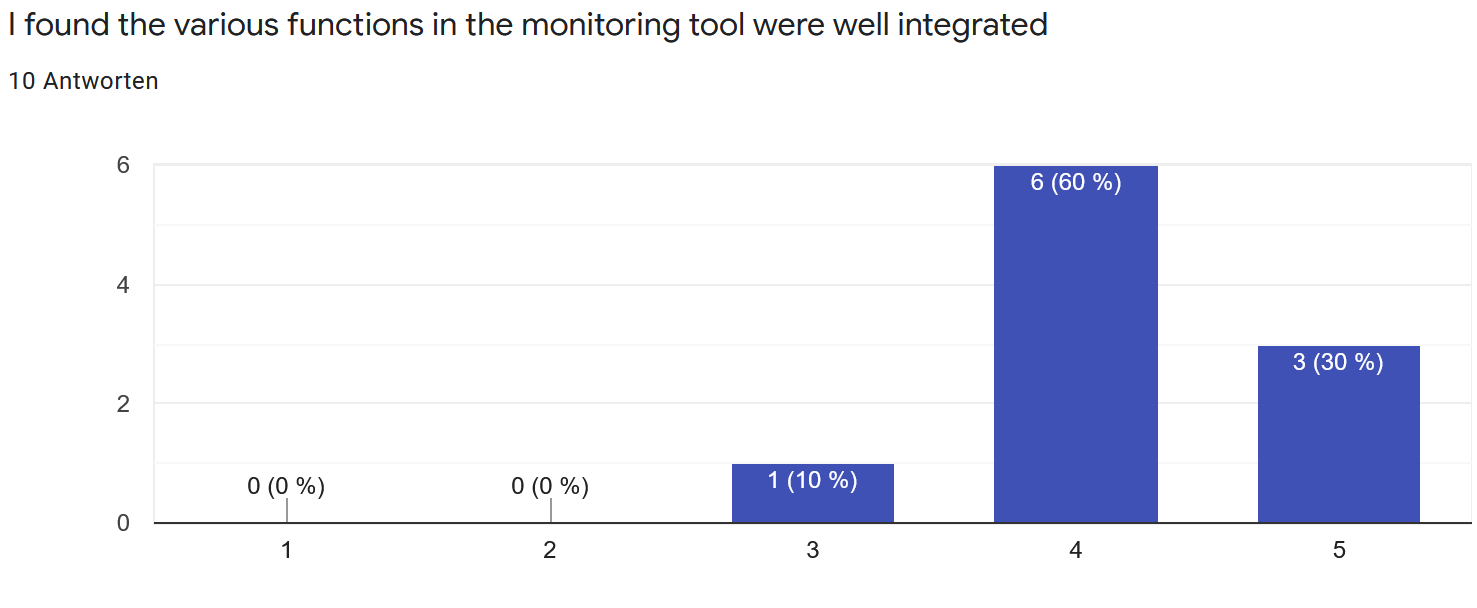 I found the various functions in the monitoring tool were well integrated
10 Antworten
6
6 (60 %)
4
3 (30 %)
2
0 (0 %) 0 (0 %) 1 (10 %)
0
1 2 3 4 5